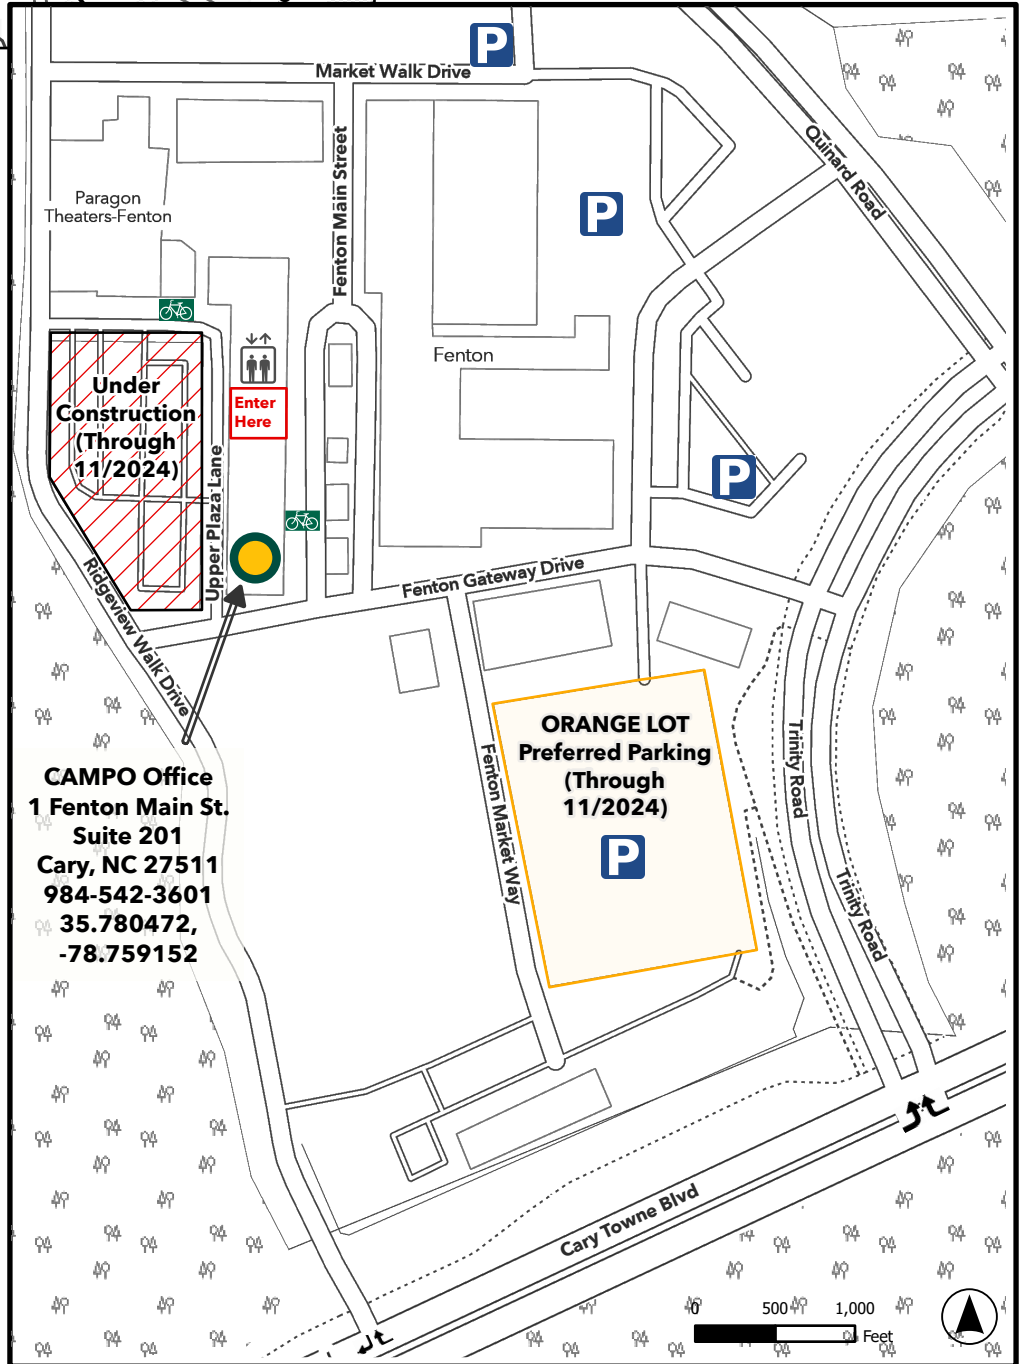 P
Market Walk Drive
Quinard Road
Fenton Main Street
Paragon
Theaters-Fenton
P
Fenton
Under
Construction
(Through
11/2024)
Enter
Here
Upper Plaza Lane
P
Fenton Gateway Drive
Ridgeview Walk Drive
ORANGE LOT
Preferred Parking
(Through
11/2024)
P
Fenton Market Way
Trinity Road
Trinity Road
CAMPO Office
1 Fenton Main St.
Suite 201
Cary, NC 27511
984-542-3601
35.780472,
-78.759152
Cary Towne Blvd
0 500 1,000
Feet